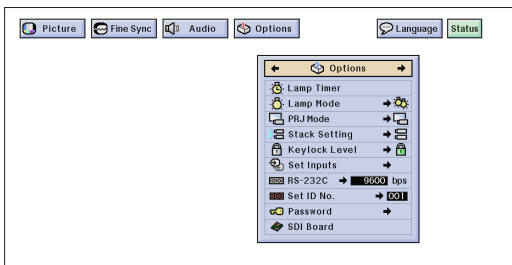 Picture Fine Sync Audio Options Language Status
Options
Lamp Timer
Lamp Mode
PRJ Mode
Stack Setting
Keylock Level
Set Inputs
RS-232C 9600 bps
Set ID No. 001
Password
SDI Board